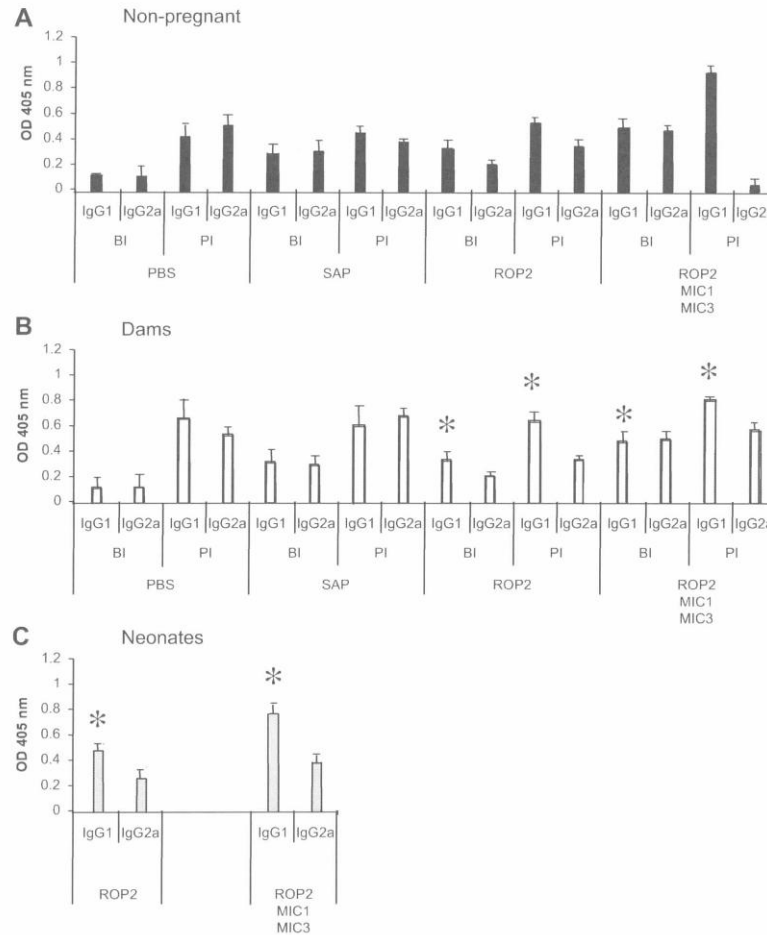 A Non-pregnant
1.2
1
0.8
0.6
0.4
0.2
0
OD 405 nm
IgG1 IgG2a IgG1 IgG2a IgG1 IgG2a IgG1 IgG2a IgG1 IgG2a IgG1 IgG2a IgG1 IgG2a IgG1 IgG2
BI PI BI PI BI PI BI PI
PBS SAP ROP2 ROP2
MIC1
MIC3
B Dams
1.2
1
0.8
0.6
0.4
0.2
0
OD 405 nm
* * * *
IgG1 IgG2a IgG1 IgG2a IgG1 IgG2a IgG1 IgG2a IgG1 IgG2a IgG1 IgG2a IgG1 IgG2a IgG1 IgG2a
BI PI BI PI BI PI BI PI
PBS SAP ROP2 ROP2
MIC1
MIC3
C Neonates
1.2
1
0.8
0.6
0.4
0.2
0
OD 405 nm
* *
IgG1 IgG2a IgG1 IgG2a
ROP2 ROP2
MIC1
MIC3